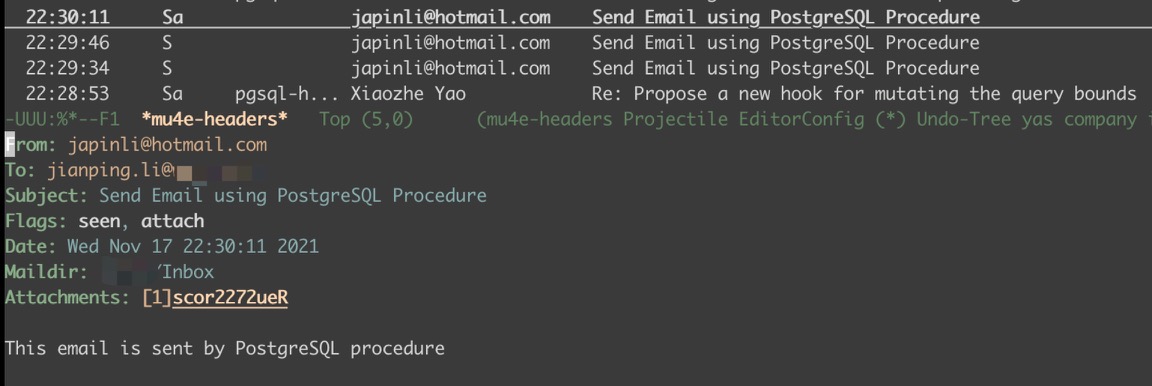 22:30:11 Sa japinli@hotmail.com Send Email using PostgreSQL Procedure
22:29:46 S japinli@hotmail.com Send Email using PostgreSQL Procedure
22:29:34 S japinli@hotmail.com Send Email using PostgreSQL Procedure
22:28:53 Sa pgsql-h... Xiaozhe Yao Re: Propose a new hook for mutating the query bounds
-UUU:%*--F1 *mu4e-headers* Top (5,0) (mu4e-headers Projectile EditorConfig (*) Undo-Tree yas company
From: japinli@hotmail.com
To: jianping.li@
Subject: Send Email using PostgreSQL Procedure
Flags: seen, attach
Date: Wed Nov 17 22:30:11 2021
Maildir: /Inbox
Attachments: [1]scor2272ueR
This email is sent by PostgreSQL procedure